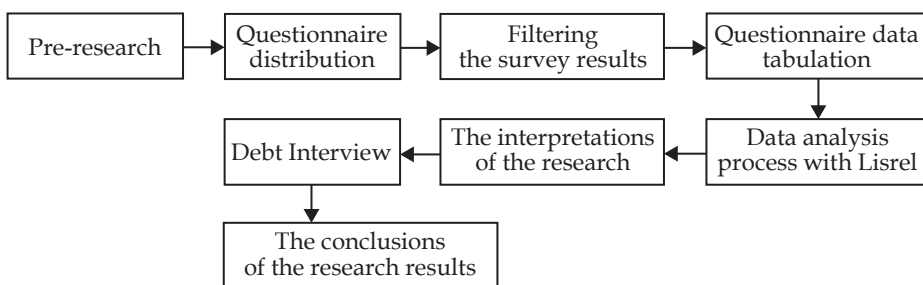 Pre-research
Questionnaire
distribution
Filtering
the survey results
Questionnaire data
tabulation
Data analysis
process with Lisrel
The interpretations
of the research
Debt Interview
The conclusions
of the research results